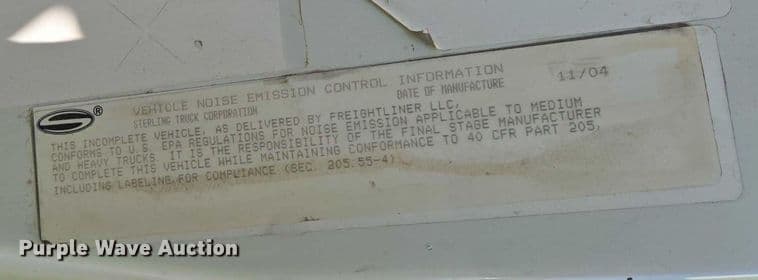 VEHICLE NOISE EMISSION CONTROL INFORMATION
STERLING TRUCK CORPORATION
DATE OF MANUFACTURE 11/04
®
THIS INCOMPLETE VEHICLE, AS DELIVERED BY FREIGHTLINER LLC,
CONFORMS TO U.S. EPA REGULATIONS FOR NOISE EMISSION APPLICABLE TO MEDIUM
AND HEAVY TRUCKS IT IS THE RESPONSIBILITY OF THE FINAL STAGE MANUFACTURER
TO COMPLETE THIS VEHICLE WHILE MAINTAINING CONFORMANCE TO 40 CFR PART 205,
INCLUDING LABELING FOR COMPLIANCE (SEC. 205.55-4)
Purple Wave Auction